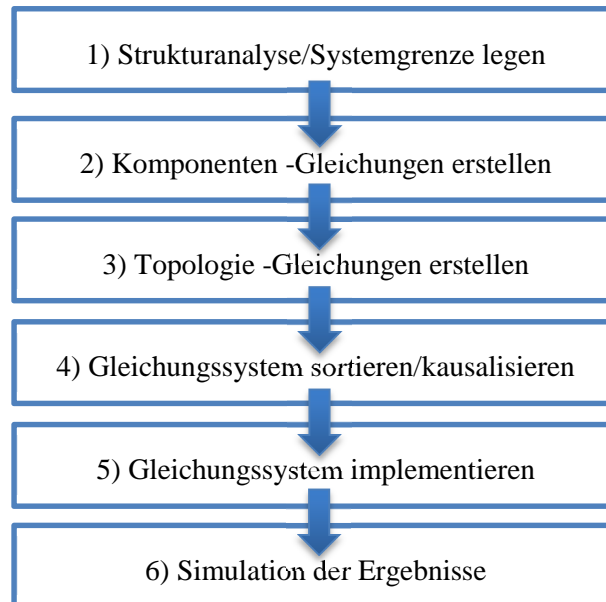 1) Strukturanalyse/Systemgrenze legen
2) Komponenten -Gleichungen erstellen
3) Topologie -Gleichungen erstellen
4) Gleichungssystem sortieren/kausalisieren
5) Gleichungssystem implementieren
6) Simulation der Ergebnisse